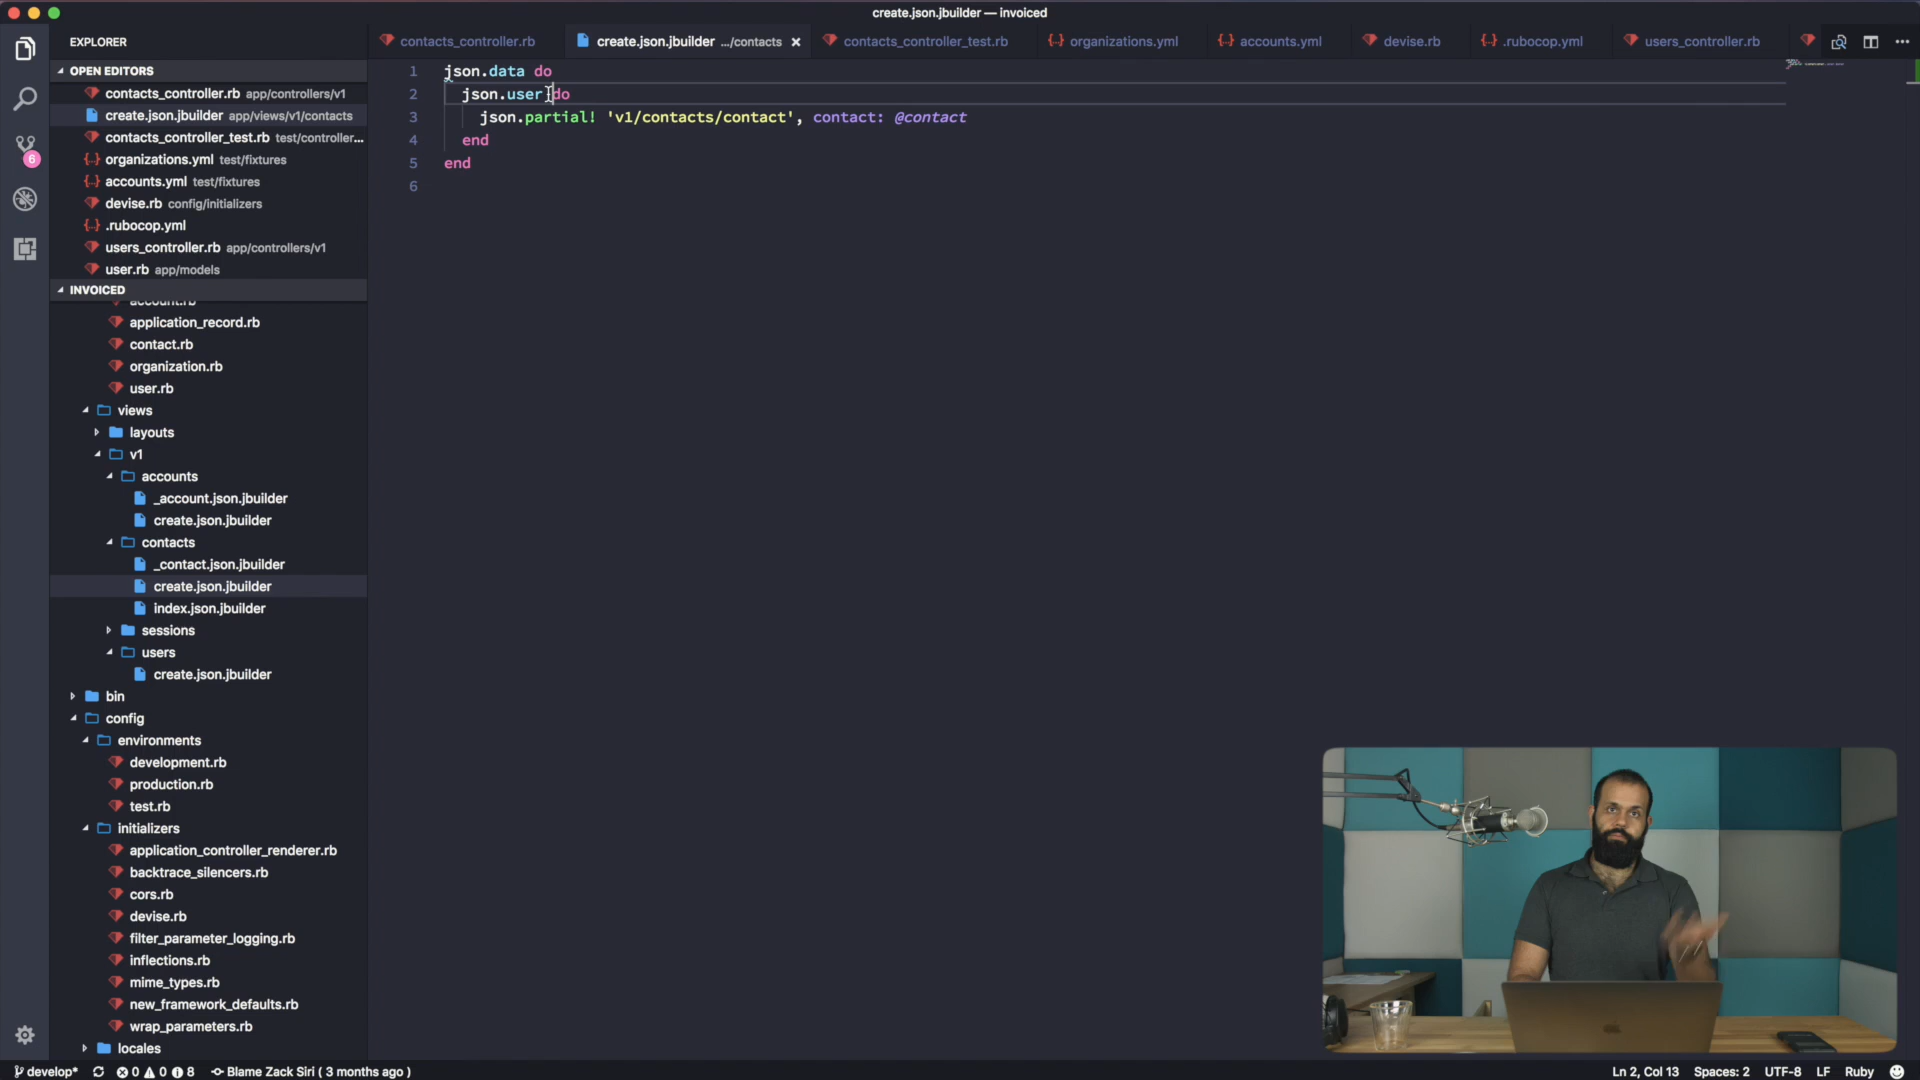 create.json.jbuilder — invoiced
EXPLORER
contacts_controller.rb
create.json.jbuilder .../contacts
contacts_controller_test.rb
organizations.yml
accounts.yml
devise.rb
.rubocop.yml
users_controller.rb
OPEN EDITORS
contacts_controller.rb app/controllers/v1
create.json.jbuilder app/views/v1/contacts
contacts_controller_test.rb test/controller...
organizations.yml test/fixtures
accounts.yml test/fixtures
devise.rb config/initializers
.rubocop.yml
users_controller.rb app/controllers/v1
user.rb app/models
6
INVOICED
account.rb
application_record.rb
contact.rb
organization.rb
user.rb
views
layouts
v1
accounts
_account.json.jbuilder
create.json.jbuilder
contacts
_contact.json.jbuilder
create.json.jbuilder
index.json.jbuilder
sessions
users
create.json.jbuilder
bin
config
environments
development.rb
production.rb
test.rb
initializers
application_controller_renderer.rb
backtrace_silencers.rb
cors.rb
devise.rb
filter_parameter_logging.rb
inflections.rb
mime_types.rb
new_framework_defaults.rb
wrap_parameters.rb
locales
1 json.data do
2 json.user do
3 json.partial! 'v1/contacts/contact', contact: @contact
4 end
5 end
6
develop* 0 0 8 Blame Zack Siri ( 3 months ago )
Ln 2, Col 13 Spaces: 2 UTF-8 LF Ruby